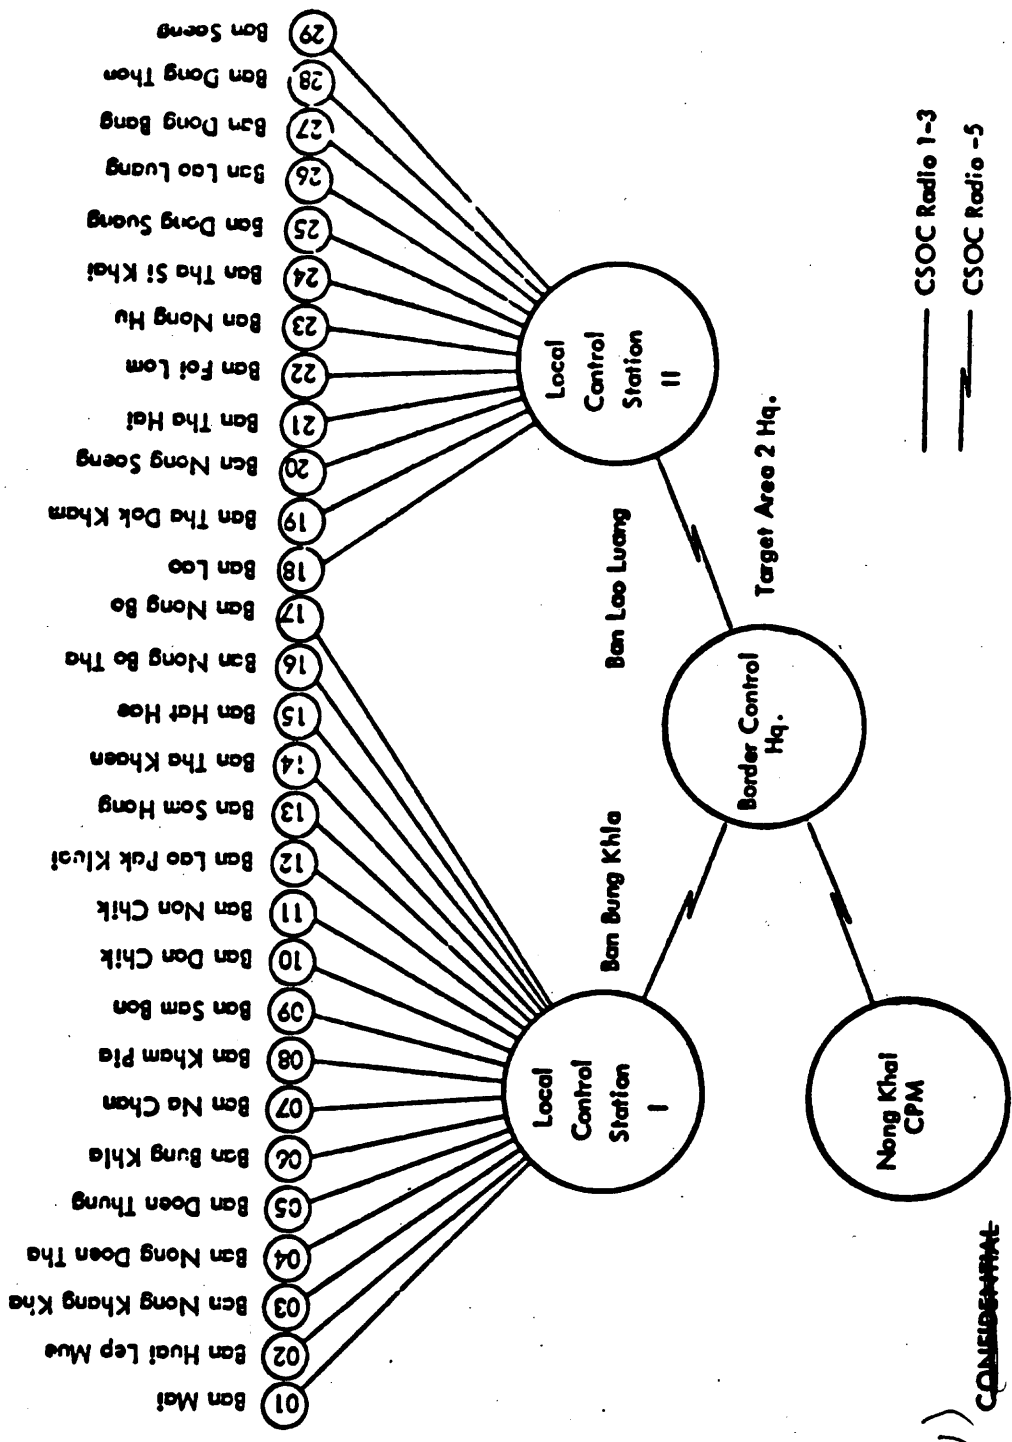 01 Ban Mai
02 Ban Huai Lep Mue
03 Ban Nong Khang Kha
04 Ban Nong Doen Tha
05 Ban Doen Thung
06 Ban Bung Khla
07 Ban Na Chan
08 Ban Kham Pia
09 Ban Sam Bon
10 Ban Dan Chik
11 Ban Non Chik
12 Ban Lao Pak Kluai
13 Ban Som Hong
14 Ban Tha Khaen
15 Ban Hat Hae
16 Ban Nong Bo Tha
17 Ban Nong Bo
18 Ban Lao
19 Ban Tha Dok Kham
20 Ban Nong Saeng
21 Ban Tha Hai
22 Ban Foi Lom
23 Ban Nong Hu
24 Ban Tha Si Khai
25 Ban Dong Suang
26 Ban Lao Luang
27 Ban Dong Bang
28 Ban Dong Thon
29 Ban Saeng
Local
Control
Station
I
Local
Control
Station
II
Ban Bung Khla
Ban Lao Luang
Border Control
Hq.
Target Area 2 Hq.
Nong Khai
CPM
CSOC Radio 1-3
CSOC Radio -5
CONFIDENTIAL